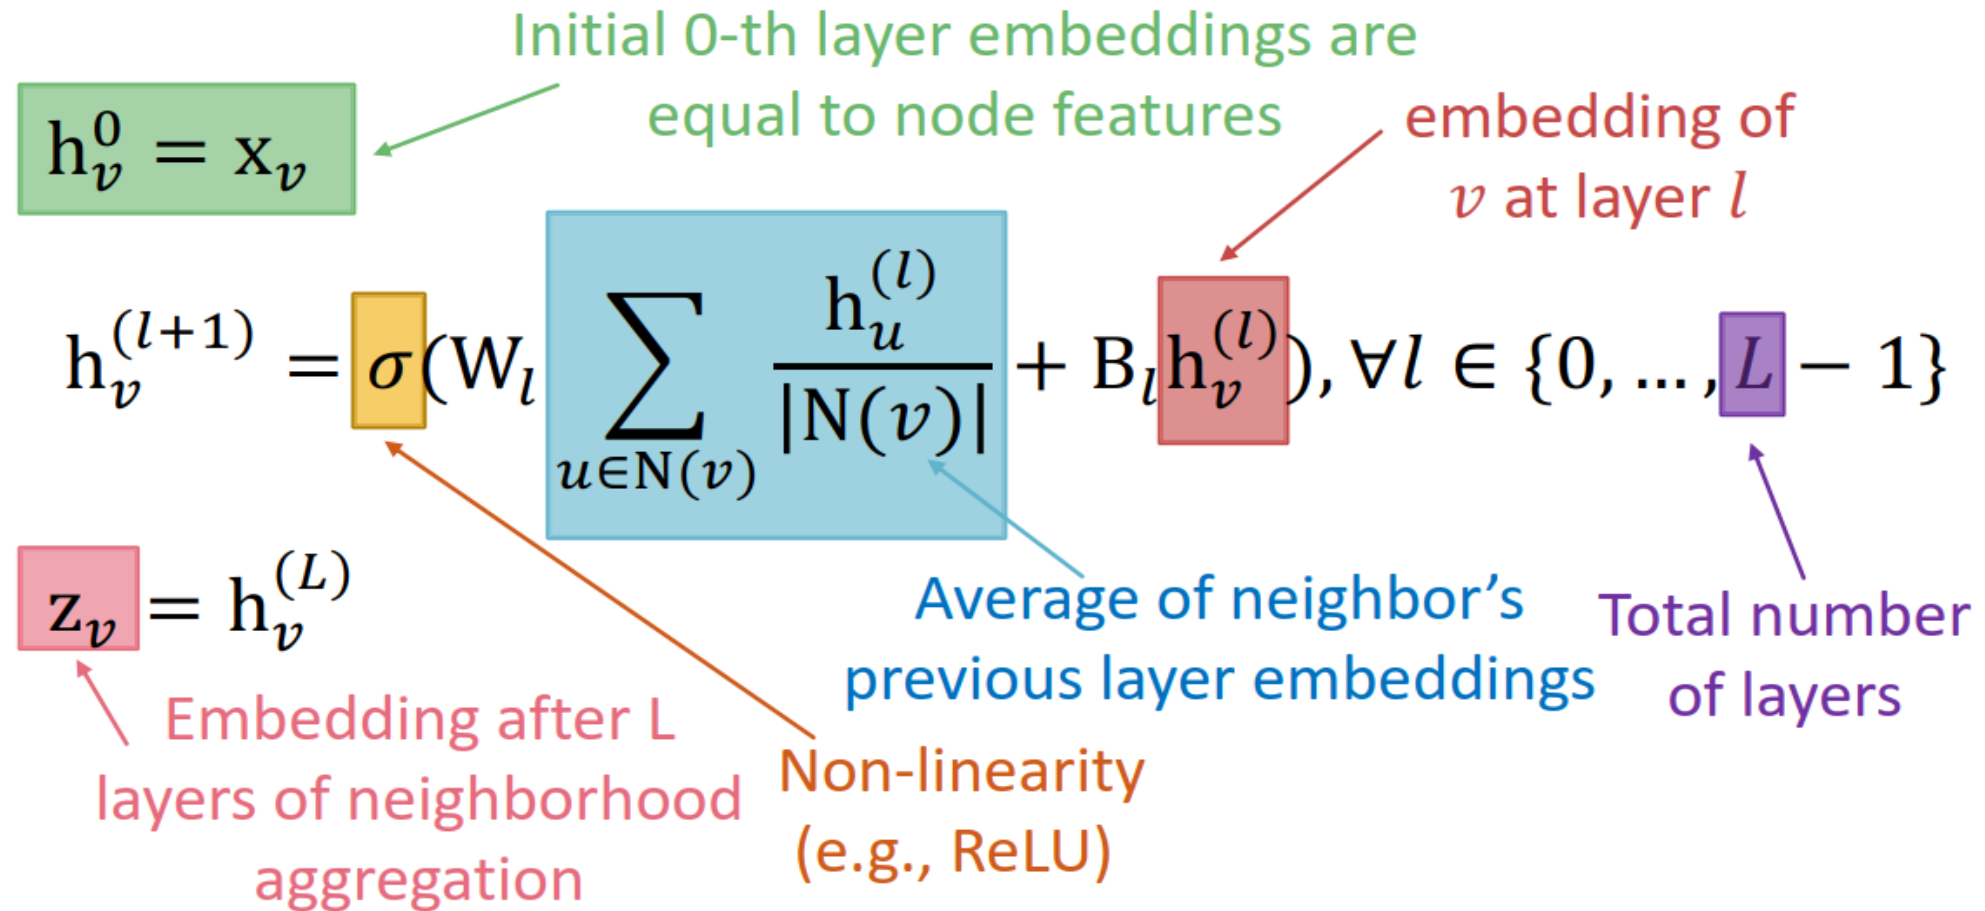 Initial 0-th layer embeddings are
equal to node features
h_v^0 = x_v
embedding of
v at layer l
h_v^{(l+1)} = σ(W_l ∑_{u∈N(v)} h_u^{(l)} / |N(v)| + B_l h_v^{(l)}), ∀l ∈ {0, …, L − 1}
z_v = h_v^{(L)}
Average of neighbor’s
previous layer embeddings
Total number
of layers
Embedding after L
layers of neighborhood
aggregation
Non-linearity
(e.g., ReLU)